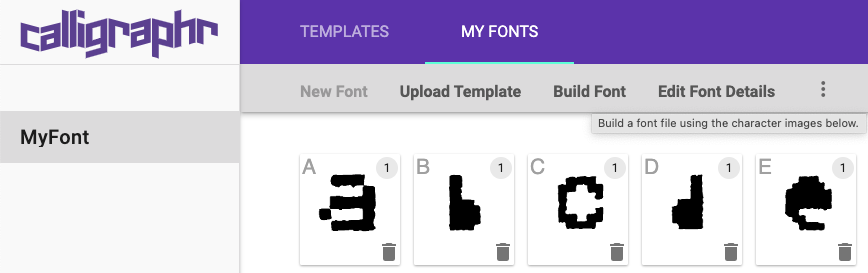 calligraphr
TEMPLATES MY FONTS
New Font Upload Template Build Font Edit Font Details
Build a font file using the character images below.
MyFont
A 1 B 1 C 1 D 1 E 1
b c d e